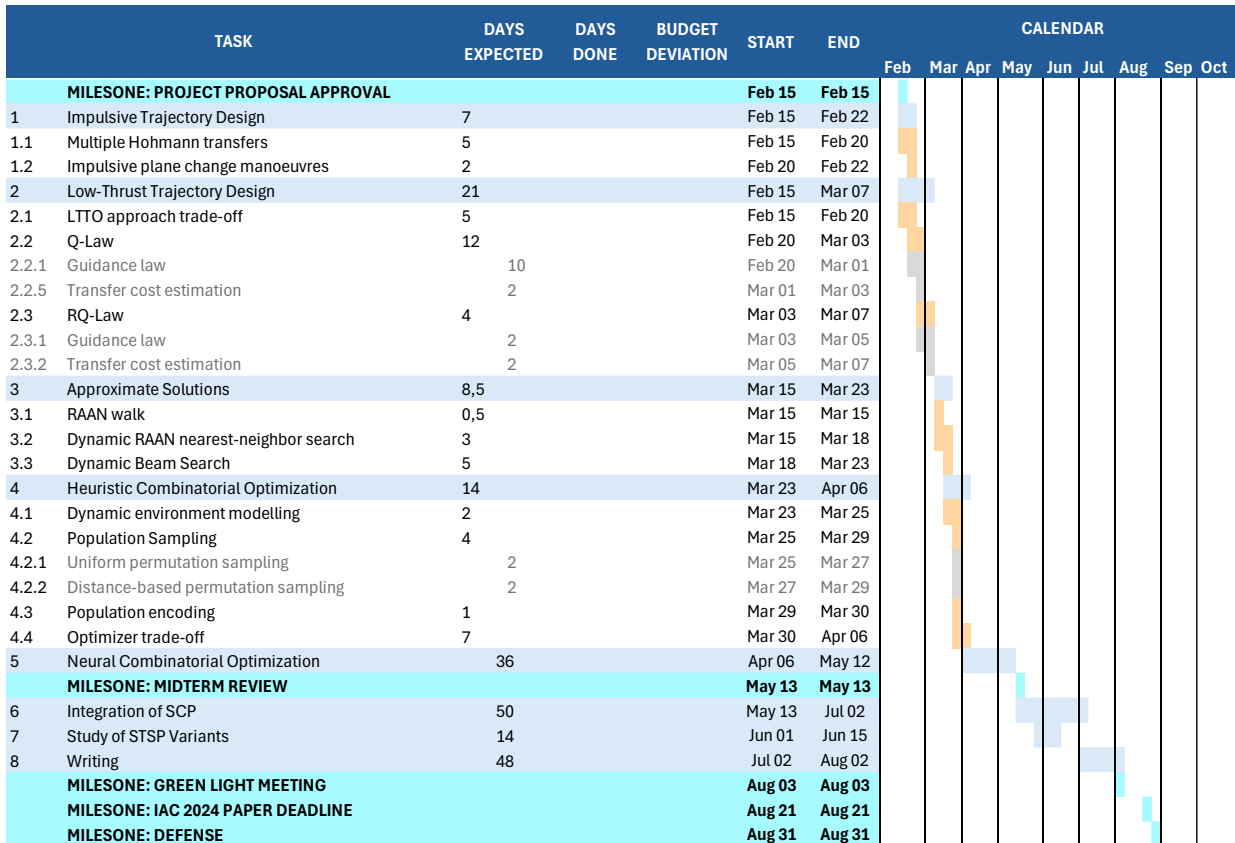 TASK DAYS EXPECTED DAYS DONE BUDGET DEVIATION START END CALENDAR
Feb Mar Apr May Jun Jul Aug Sep Oct
MILESONE: PROJECT PROPOSAL APPROVAL Feb 15 Feb 15
1 Impulsive Trajectory Design 7 Feb 15 Feb 22
1.1 Multiple Hohmann transfers 5 Feb 15 Feb 20
1.2 Impulsive plane change manoeuvres 2 Feb 20 Feb 22
2 Low-Thrust Trajectory Design 21 Feb 15 Mar 07
2.1 LTTO approach trade-off 5 Feb 15 Feb 20
2.2 Q-Law 12 Feb 20 Mar 03
2.2.1 Guidance law 10 Feb 20 Mar 01
2.2.5 Transfer cost estimation 2 Mar 01 Mar 03
2.3 RQ-Law 4 Mar 03 Mar 07
2.3.1 Guidance law 2 Mar 03 Mar 05
2.3.2 Transfer cost estimation 2 Mar 05 Mar 07
3 Approximate Solutions 8,5 Mar 15 Mar 23
3.1 RAAN walk 0,5 Mar 15 Mar 15
3.2 Dynamic RAAN nearest-neighbor search 3 Mar 15 Mar 18
3.3 Dynamic Beam Search 5 Mar 18 Mar 23
4 Heuristic Combinatorial Optimization 14 Mar 23 Apr 06
4.1 Dynamic environment modelling 2 Mar 23 Mar 25
4.2 Population Sampling 4 Mar 25 Mar 29
4.2.1 Uniform permutation sampling 2 Mar 25 Mar 27
4.2.2 Distance-based permutation sampling 2 Mar 27 Mar 29
4.3 Population encoding 1 Mar 29 Mar 30
4.4 Optimizer trade-off 7 Mar 30 Apr 06
5 Neural Combinatorial Optimization 36 Apr 06 May 12
MILESONE: MIDTERM REVIEW May 13 May 13
6 Integration of SCP 50 May 13 Jul 02
7 Study of STSP Variants 14 Jun 01 Jun 15
8 Writing 48 Jul 02 Aug 02
MILESONE: GREEN LIGHT MEETING Aug 03 Aug 03
MILESONE: IAC 2024 PAPER DEADLINE Aug 21 Aug 21
MILESONE: DEFENSE Aug 31 Aug 31